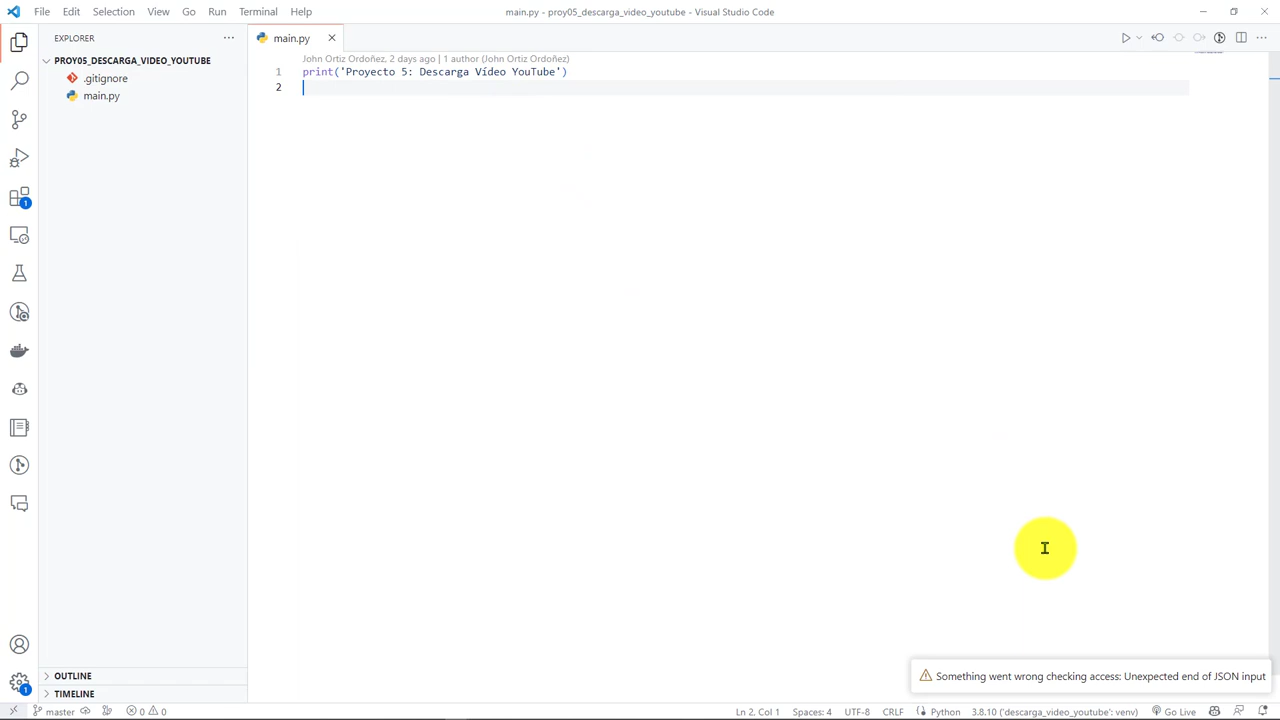 File Edit Selection View Go Run Terminal Help
main.py - proy05_descarga_video_youtube - Visual Studio Code
EXPLORER
PROY05_DESCARGA_VIDEO_YOUTUBE
.gitignore
main.py
main.py
John Ortiz Ordoñez, 2 days ago | 1 author (John Ortiz Ordoñez)
1 print('Proyecto 5: Descarga Vídeo YouTube')
2
1
OUTLINE
1
TIMELINE
Something went wrong checking access: Unexpected end of JSON input
master 0 0 Ln 2, Col 1 Spaces: 4 UTF-8 CRLF Python 3.8.10 ('descarga_video_youtube': venv) Go Live